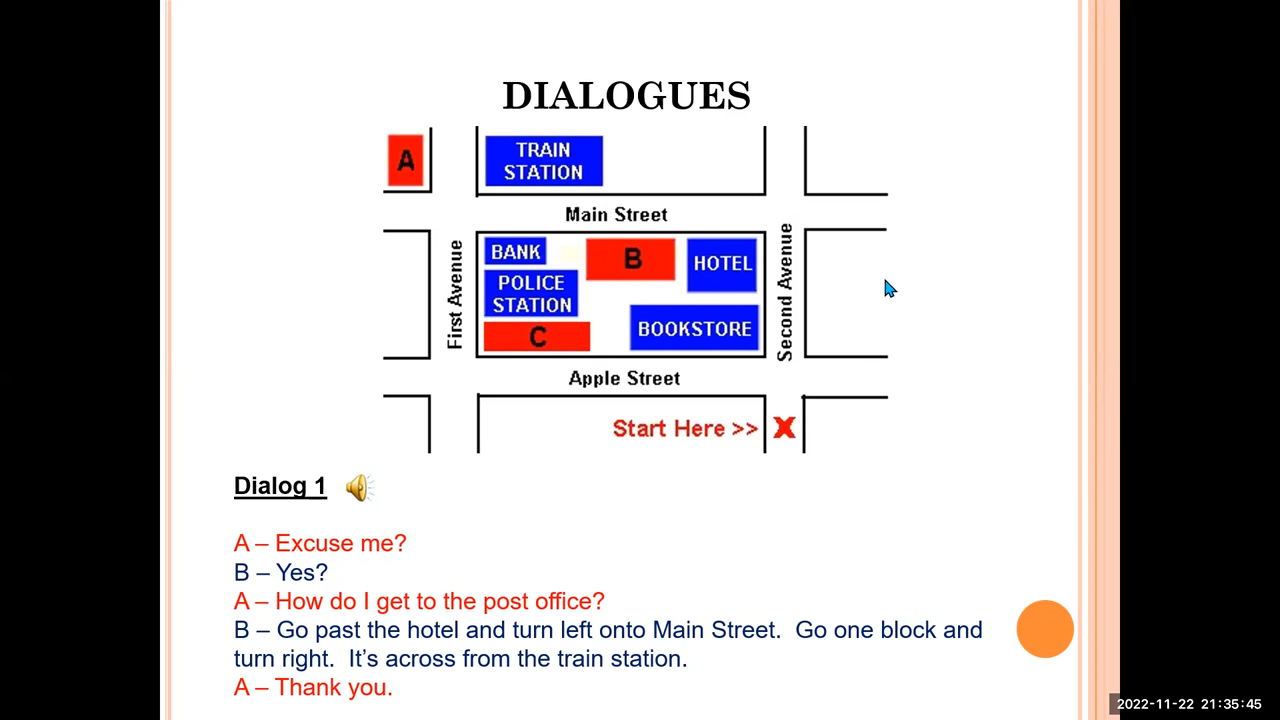 DIALOGUES
A
TRAIN
STATION
Main Street
First Avenue
BANK
B
HOTEL
POLICE
STATION
C
BOOKSTORE
Second Avenue
Apple Street
Start Here >> X
Dialog 1
A – Excuse me?
B – Yes?
A – How do I get to the post office?
B – Go past the hotel and turn left onto Main Street.  Go one block and
turn right.  It’s across from the train station.
A – Thank you.
2022-11-22 21:35:45